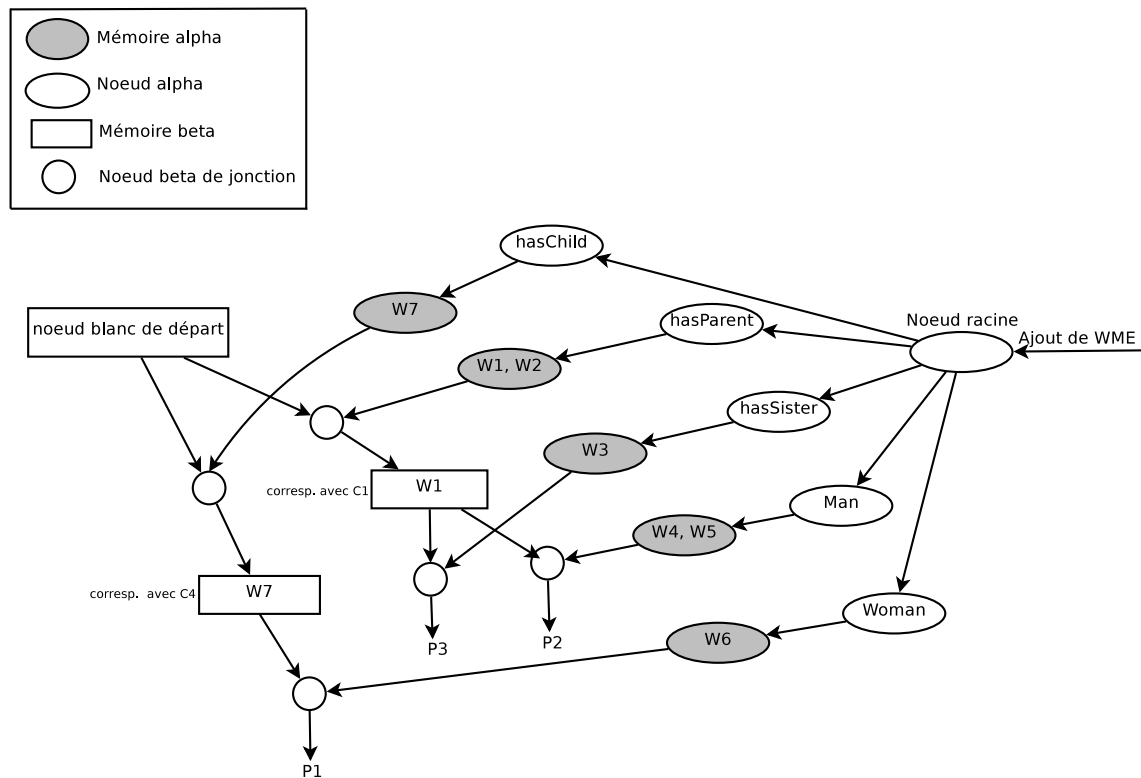 Mémoire alpha
Noeud alpha
Mémoire beta
Noeud beta de jonction
hasChild
W7
hasParent
Noeud racine
noeud blanc de départ
Ajout de WME
W1, W2
hasSister
W3
corresp. avec C1
W1
Man
W4, W5
corresp. avec C4
W7
Woman
W6
P3
P2
P1